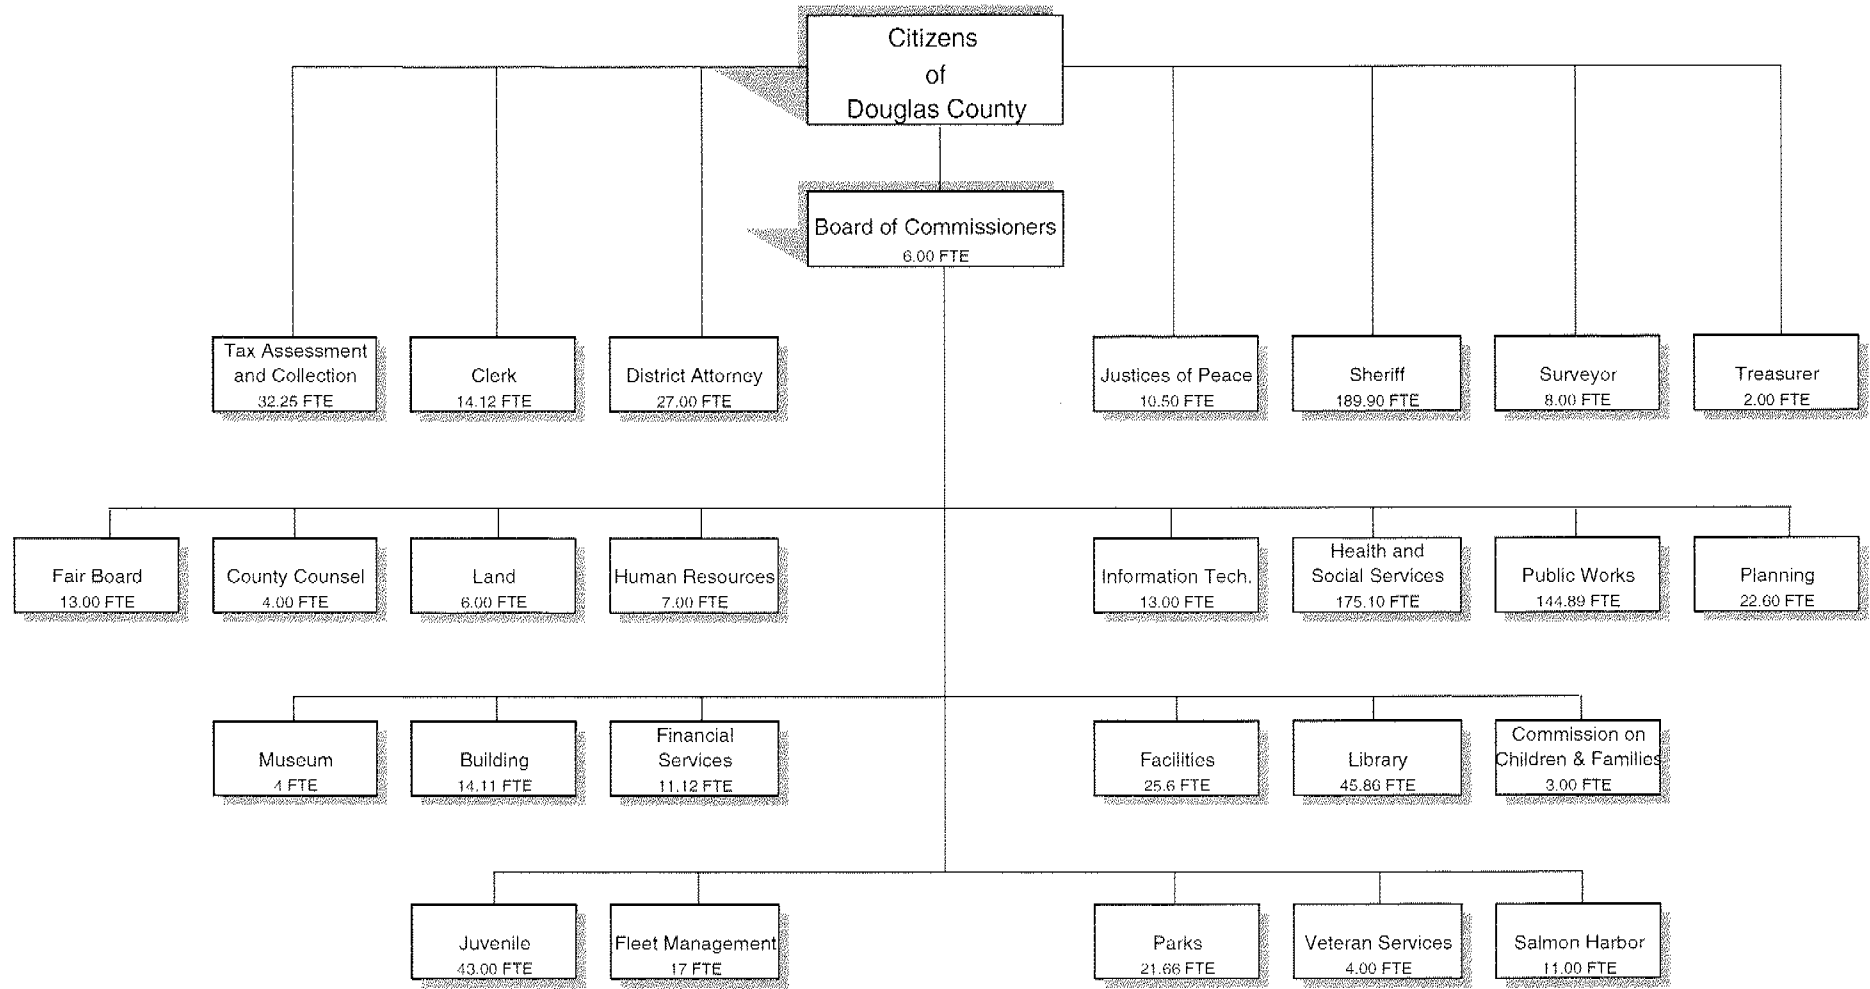 Citizens
of
Douglas County
Board of Commissioners
6.00 FTE
Tax Assessment
and Collection
32.25 FTE
Clerk
14.12 FTE
District Attorney
27.00 FTE
Justices of Peace
10.50 FTE
Sheriff
189.90 FTE
Surveyor
8.00 FTE
Treasurer
2.00 FTE
Fair Board
13.00 FTE
County Counsel
4.00 FTE
Land
6.00 FTE
Human Resources
7.00 FTE
Information Tech.
13.00 FTE
Health and
Social Services
175.10 FTE
Public Works
144.89 FTE
Planning
22.60 FTE
Museum
4 FTE
Building
14.11 FTE
Financial
Services
11.12 FTE
Facilities
25.6 FTE
Library
45.86 FTE
Commission on
Children & Families
3.00 FTE
Juvenile
43.00 FTE
Fleet Management
17 FTE
Parks
21.66 FTE
Veteran Services
4.00 FTE
Salmon Harbor
11.00 FTE